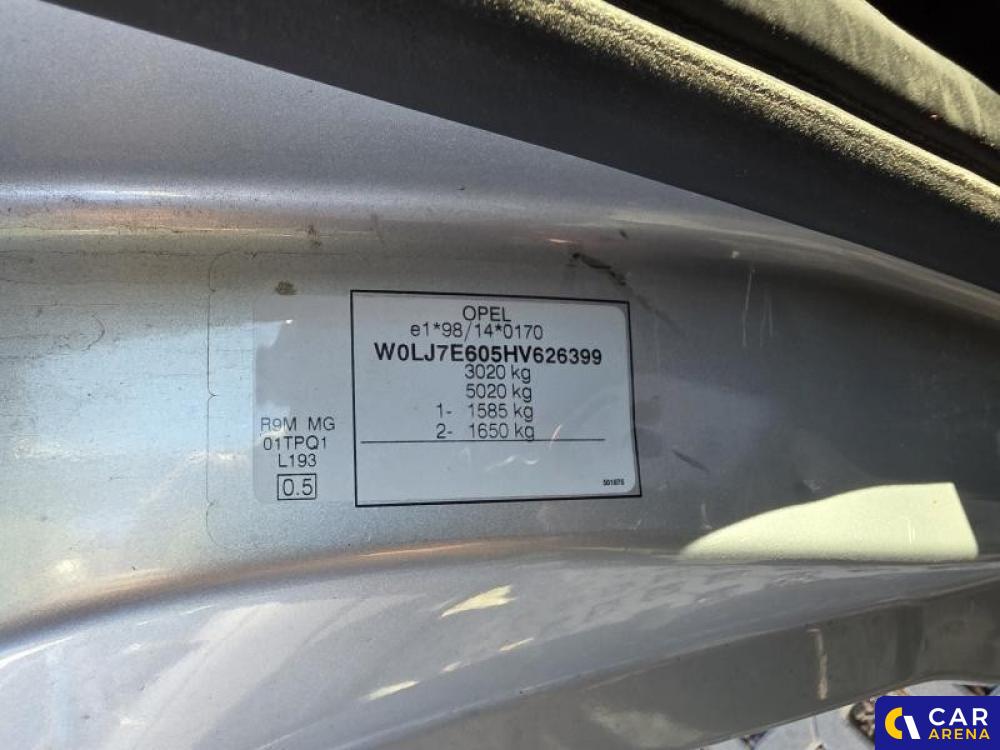 OPEL
e1*98/14*0170
W0LJ7E605HV626399
3020 kg
5020 kg
1- 1585 kg
2- 1650 kg
R9M MG
01TPQ1
L193
0.5
CAR
ARENA